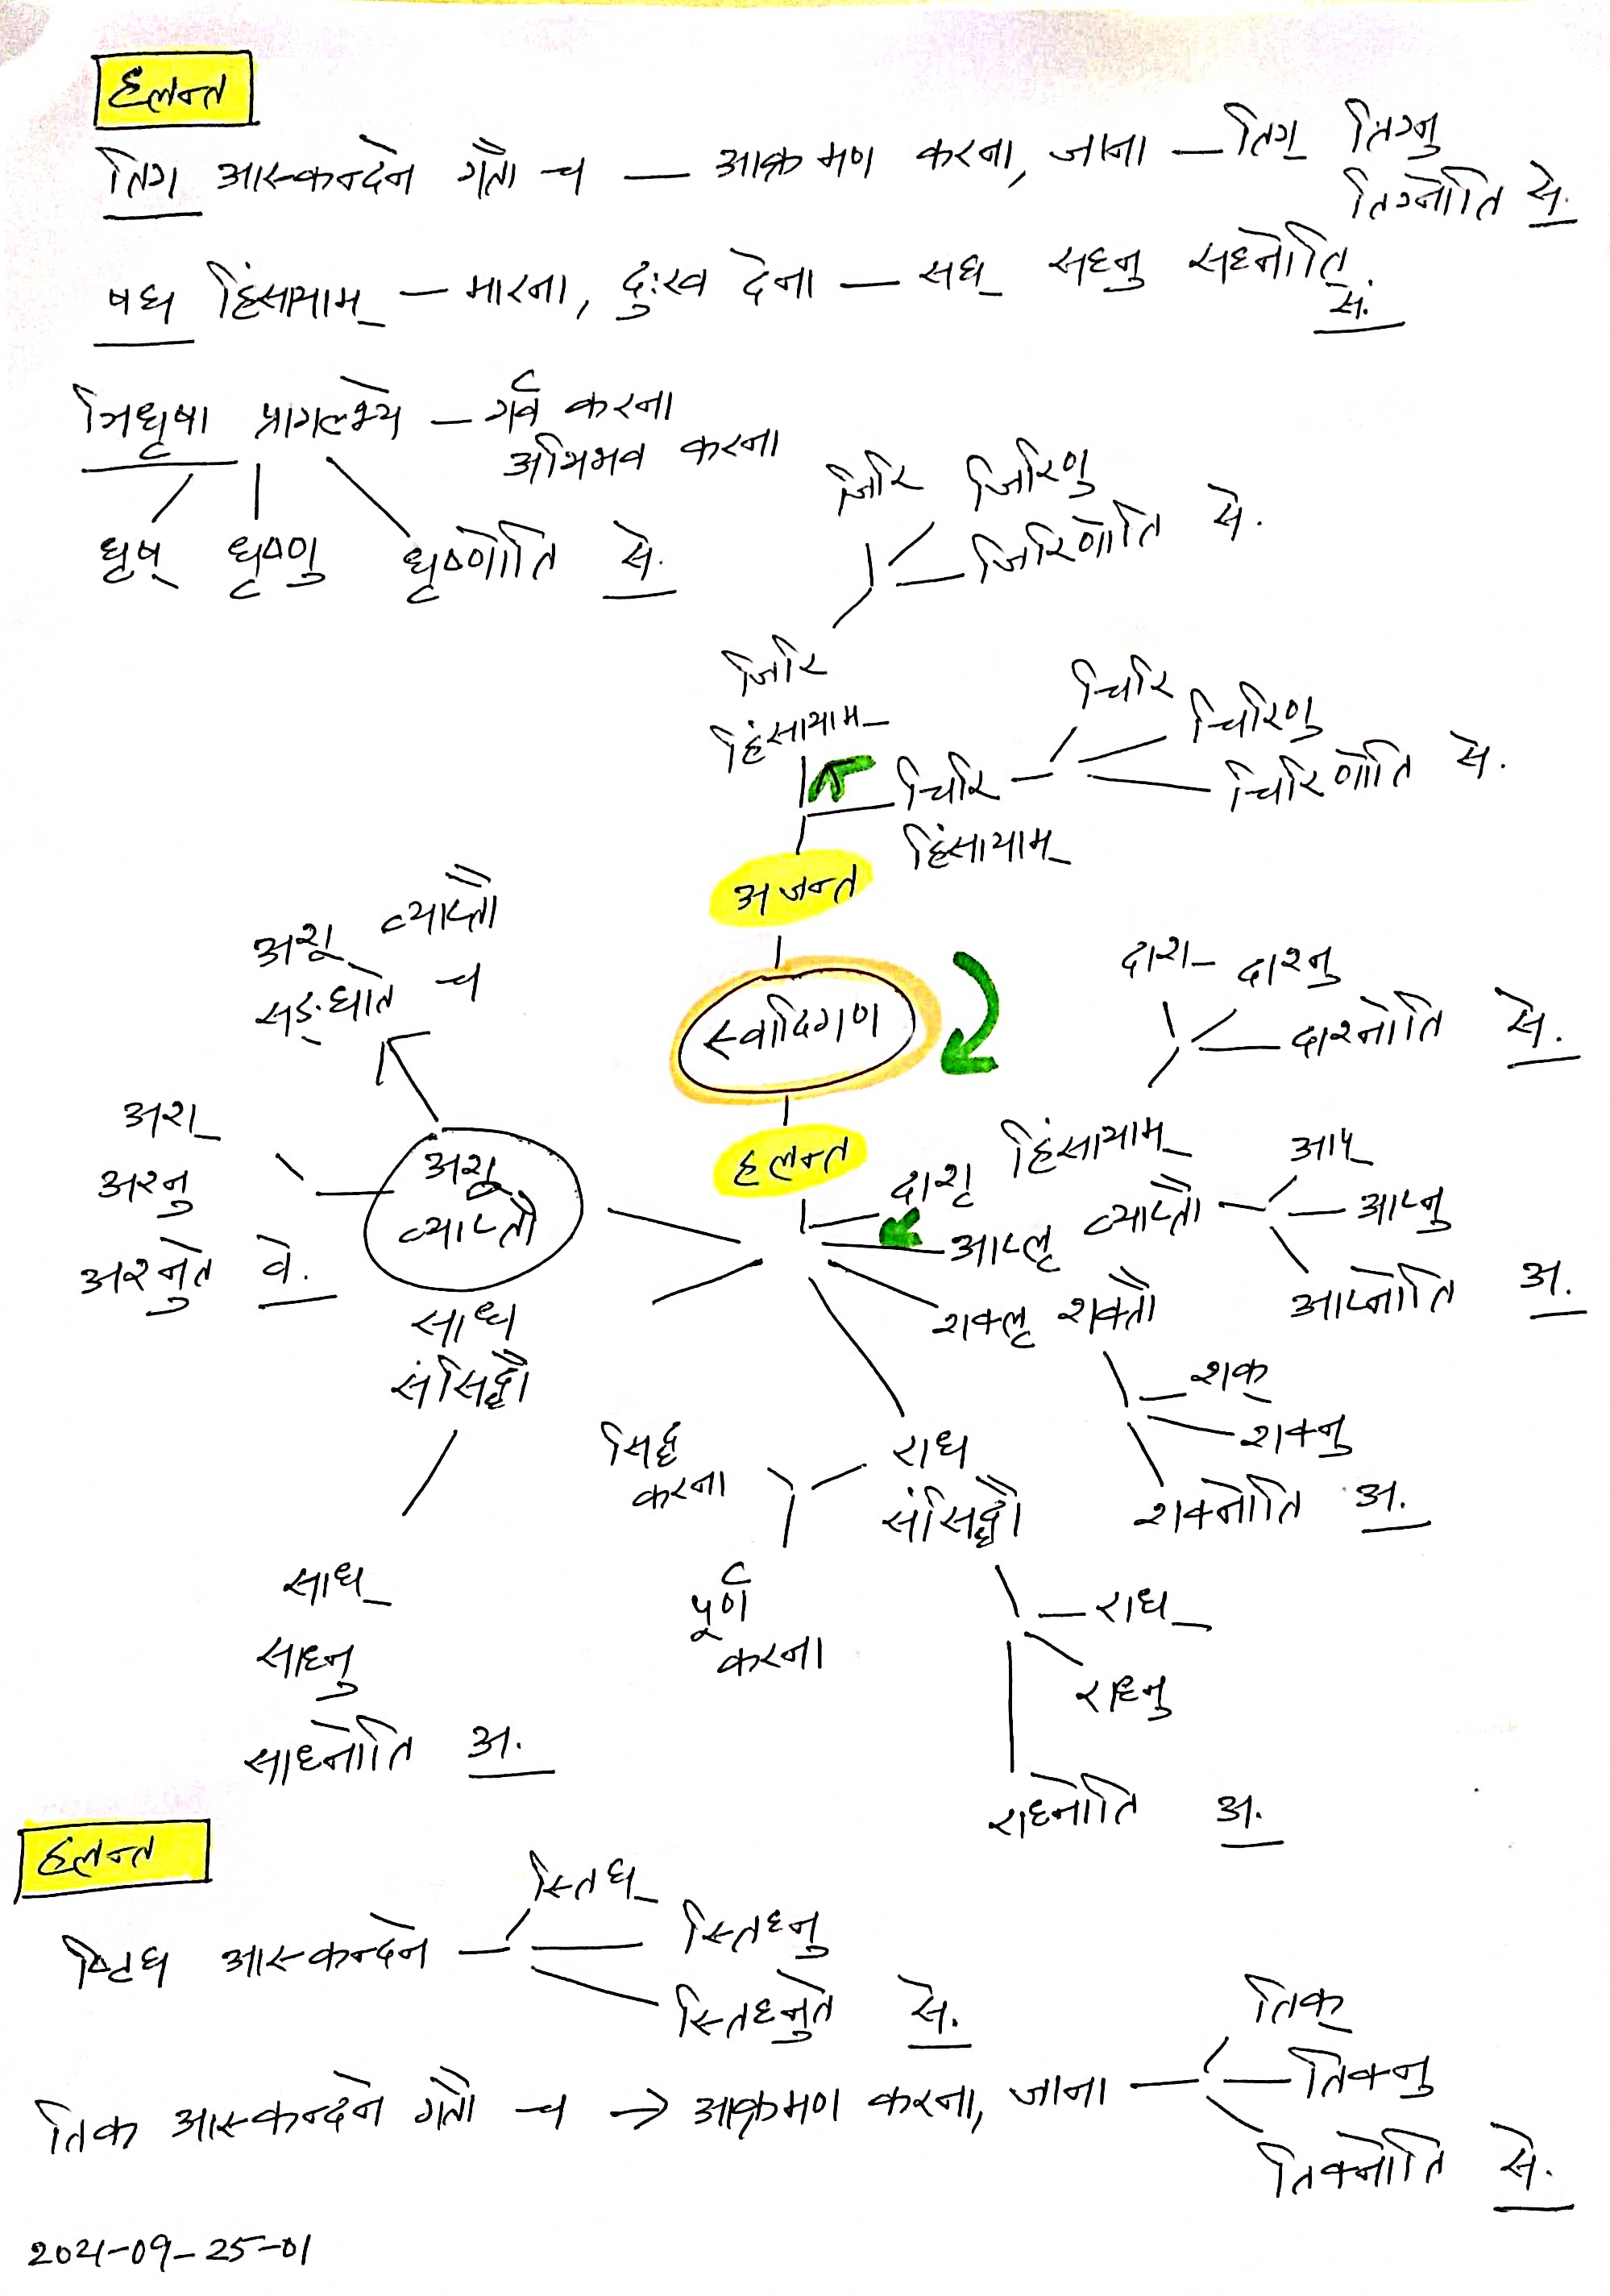 हलन्त
तिग आस्कन्दने गतौ च — आक्रमण करना, जाना — तिग् तिग्नु
तिग्नोति से.
षघ हिंसायाम् — मारना, दुःख देना — सघ् सघ्नु सघ्नोति
से.
ञिधृषा प्रागल्भ्ये — गर्व करना
अभिभव करना
धृष् धृष्णु धृष्णोति से.
जिरि जिरिणु
जिरिणोति से.
जिरि
हिंसायाम्
चिरि
चिरिणु
चिरि
चिरिणोति से.
हिंसायाम्
अजन्त
स्वादिगण
हलन्त
अशू व्याप्तौ
सङ्घाते च
अशू
व्याप्तौ
अश्
अश्नु
अश्नुते वे.
दाश् दाश्नु
दाश्नोति से.
दाशृ हिंसायाम्
आप्लृ व्याप्तौ
आप्
आप्नु
आप्नोति अ.
शक्लृ शक्तौ
शक्
शक्नु
शक्नोति अ.
राध
संसिद्धौ
सिद्ध
करना
पूर्ण
करना
राध्
राध्नु
राध्नोति अ.
साध
संसिद्धौ
साध्
साध्नु
साध्नोति अ.
हलन्त
ष्टिघ आस्कन्दने
स्तिघ्
स्तिघ्नु
स्तिघ्नुते से.
तिक आस्कन्दने गतौ च → आक्रमण करना, जाना
तिक्
तिक्नु
तिक्नोति से.
2021-09-25-01